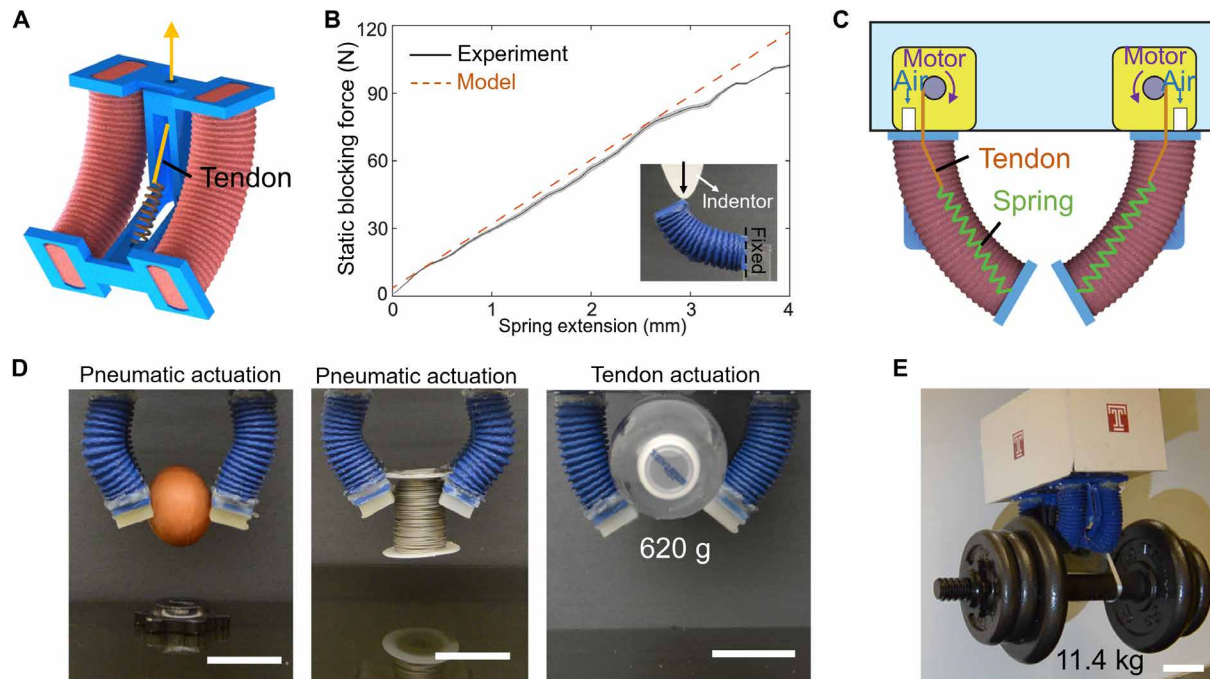 A
Tendon
B
Static blocking force (N)
120
90
60
30
0
Experiment
Model
Indentor
Fixed
0
1
2
3
4
Spring extension (mm)
C
Motor
Air
Motor
Air
Tendon
Spring
D
Pneumatic actuation
Pneumatic actuation
Tendon actuation
620 g
E
T
T
11.4 kg